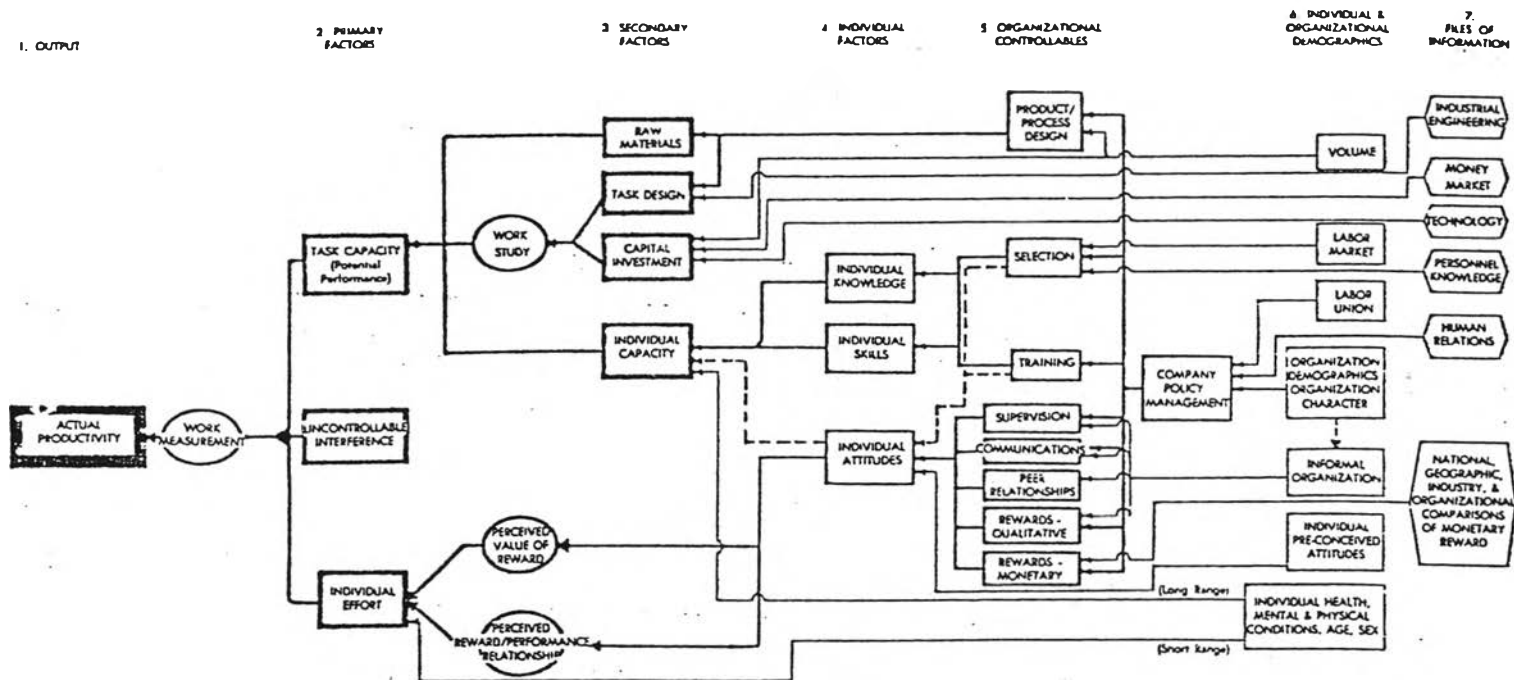 1. OUTPUT
2 PRIMARY
FACTORS
3 SECONDARY
FACTORS
4 INDIVIDUAL
FACTORS
5 ORGANIZATIONAL
CONTROLLABLES
6 INDIVIDUAL &
ORGANIZATIONAL
DEMOGRAPHICS
7.
FILES OF
INFORMATION
RAW
MATERIALS
TASK DESIGN
CAPITAL
INVESTMENT
WORK
STUDY
TASK CAPACITY
(Potential
Performance)
INDIVIDUAL
CAPACITY
ACTUAL
PRODUCTIVITY
WORK
MEASUREMENT
UNCONTROLLABLE
INTERFERENCE
INDIVIDUAL
EFFORT
PERCEIVED
VALUE OF
REWARD
PERCEIVED
REWARD/PERFORMANCE
RELATIONSHIP
INDIVIDUAL
KNOWLEDGE
INDIVIDUAL
SKILLS
INDIVIDUAL
ATTITUDES
PRODUCT/
PROCESS
DESIGN
SELECTION
TRAINING
SUPERVISION
COMMUNICATIONS
PEER
RELATIONSHIPS
REWARDS -
QUALITATIVE
REWARDS -
MONETARY
COMPANY
POLICY
MANAGEMENT
VOLUME
LABOR
MARKET
LABOR
UNION
ORGANIZATION
DEMOGRAPHICS
ORGANIZATION
CHARACTER
INFORMAL
ORGANIZATION
INDIVIDUAL
PRE-CONCEIVED
ATTITUDES
(Long Range)
INDIVIDUAL HEALTH,
MENTAL & PHYSICAL
CONDITIONS, AGE, SEX
(Short Range)
INDUSTRIAL
ENGINEERING
MONEY
MARKET
TECHNOLOGY
PERSONNEL
KNOWLEDGE
HUMAN
RELATIONS
NATIONAL,
GEOGRAPHIC,
INDUSTRY, &
ORGANIZATIONAL
COMPARISONS
OF MONETARY
REWARD